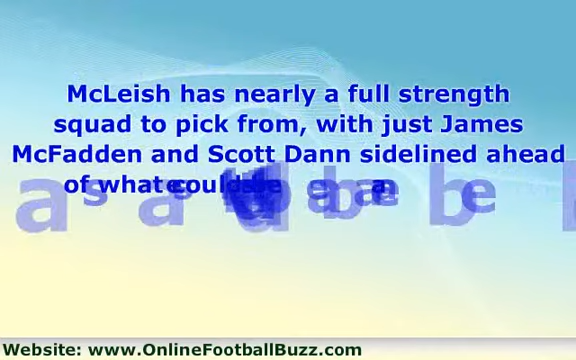 McLeish has nearly a full strength
squad to pick from, with just James
McFadden and Scott Dann sidelined ahead
of what could
Website: www.OnlineFootballBuzz.com